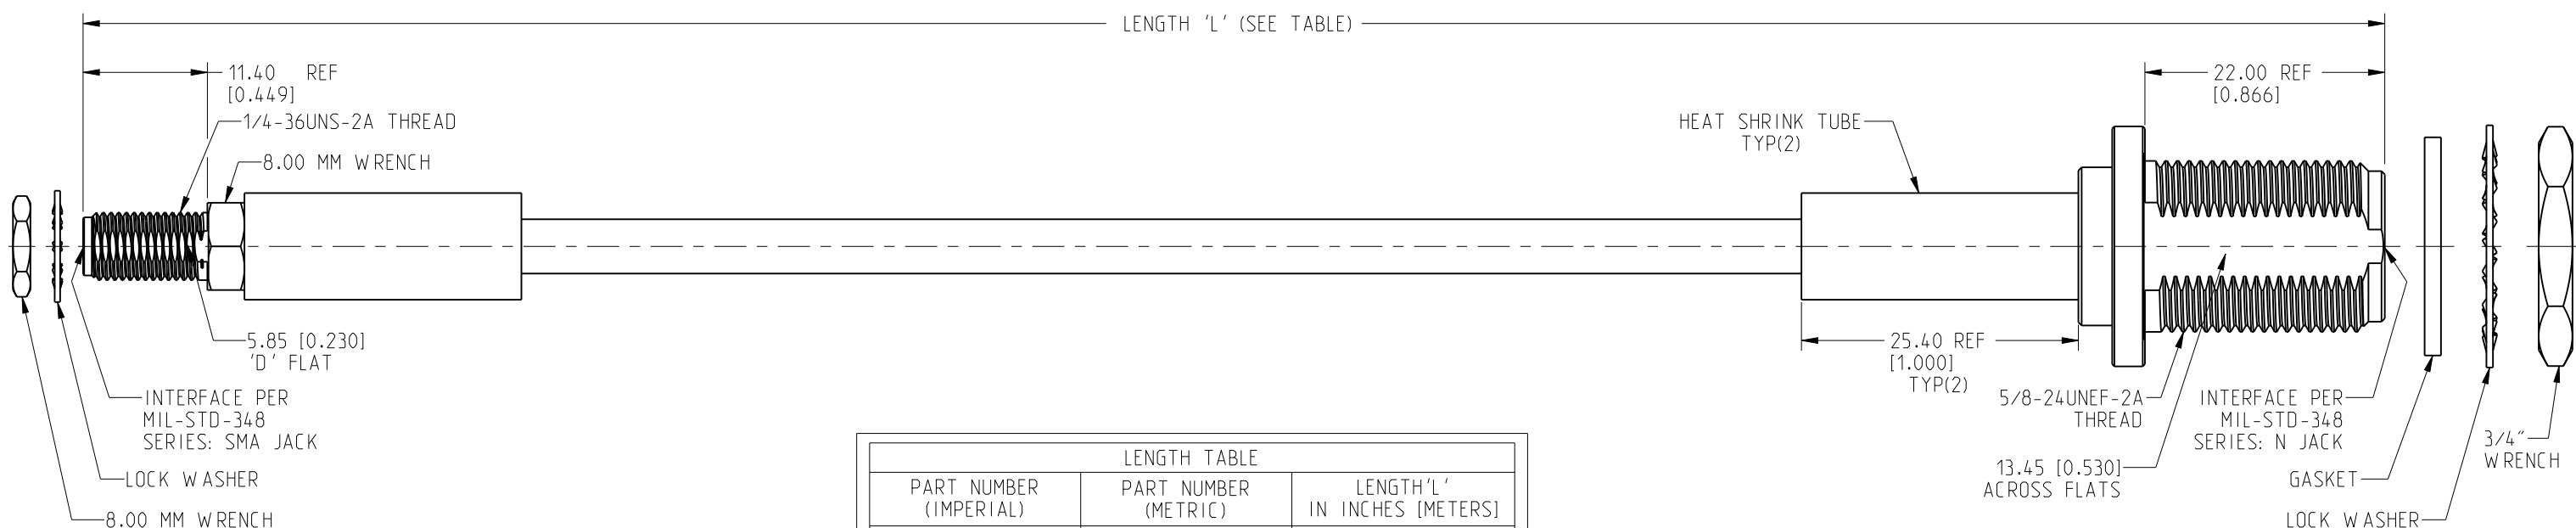 LENGTH 'L' (SEE TABLE)
11.40 REF
[0.449]
22.00 REF
[0.866]
1/4-36UNS-2A THREAD
HEAT SHRINK TUBE
TYP(2)
8.00 MM WRENCH
5.85 [0.230]
'D' FLAT
25.40 REF
[1.000]
TYP(2)
INTERFACE PER
MIL-STD-348
SERIES: SMA JACK
5/8-24UNEF-2A
THREAD
INTERFACE PER
MIL-STD-348
SERIES: N JACK
3/4"
WRENCH
LOCK WASHER
13.45 [0.530]
ACROSS FLATS
GASKET
8.00 MM WRENCH
LOCK WASHER
LENGTH TABLE
PART NUMBER
(IMPERIAL)
PART NUMBER
(METRIC)
LENGTH'L'
IN INCHES [METERS]